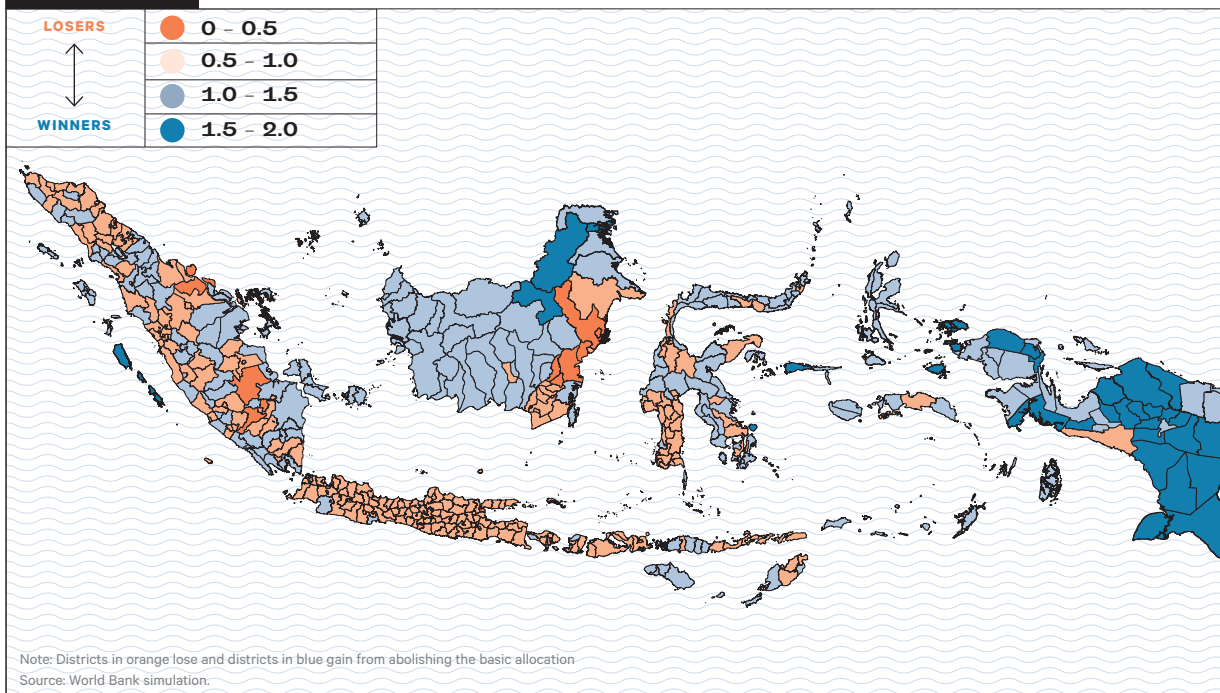 LOSERS
WINNERS
0 – 0.5
0.5 – 1.0
1.0 – 1.5
1.5 – 2.0
Note: Districts in orange lose and districts in blue gain from abolishing the basic allocation
Source: World Bank simulation.